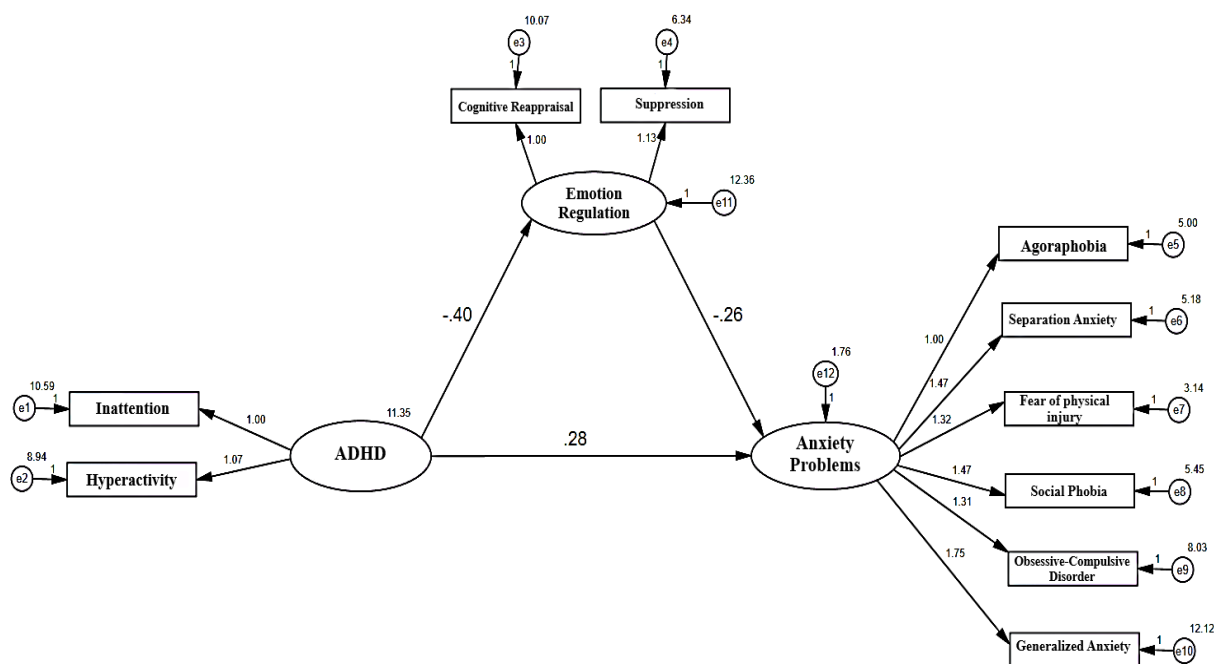 10.07
e3
1
6.34
e4
1
Cognitive Reappraisal
Suppression
1.00
1.13
Emotion
Regulation
1
12.36
e11
-.40
-.26
Agoraphobia
1
5.00
e5
Separation Anxiety
1
5.18
e6
Fear of physical
injury
1
3.14
e7
Social Phobia
1
5.45
e8
Obsessive-Compulsive
Disorder
1
8.03
e9
Generalized Anxiety
1
12.12
e10
1.00
1.47
1.32
1.47
1.31
1.75
1.76
e12
1
Anxiety
Problems
.28
11.35
ADHD
10.59
e1
1
Inattention
1.00
8.94
e2
1
Hyperactivity
1.07